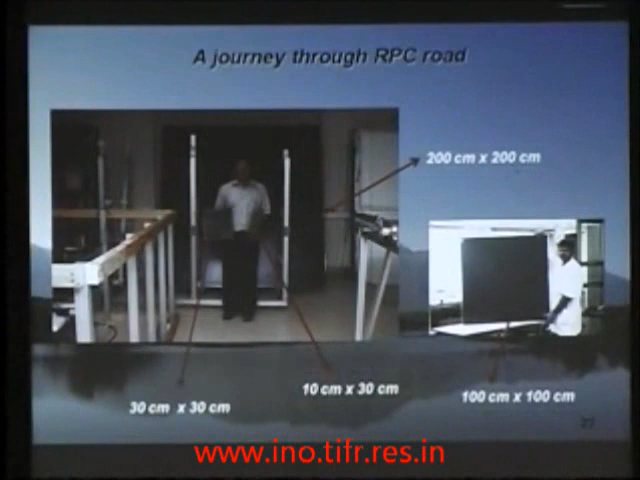 A journey through RPC road
200 cm x 200 cm
10 cm x 30 cm
30 cm x 30 cm
100 cm x 100 cm
www.ino.tifr.res.in